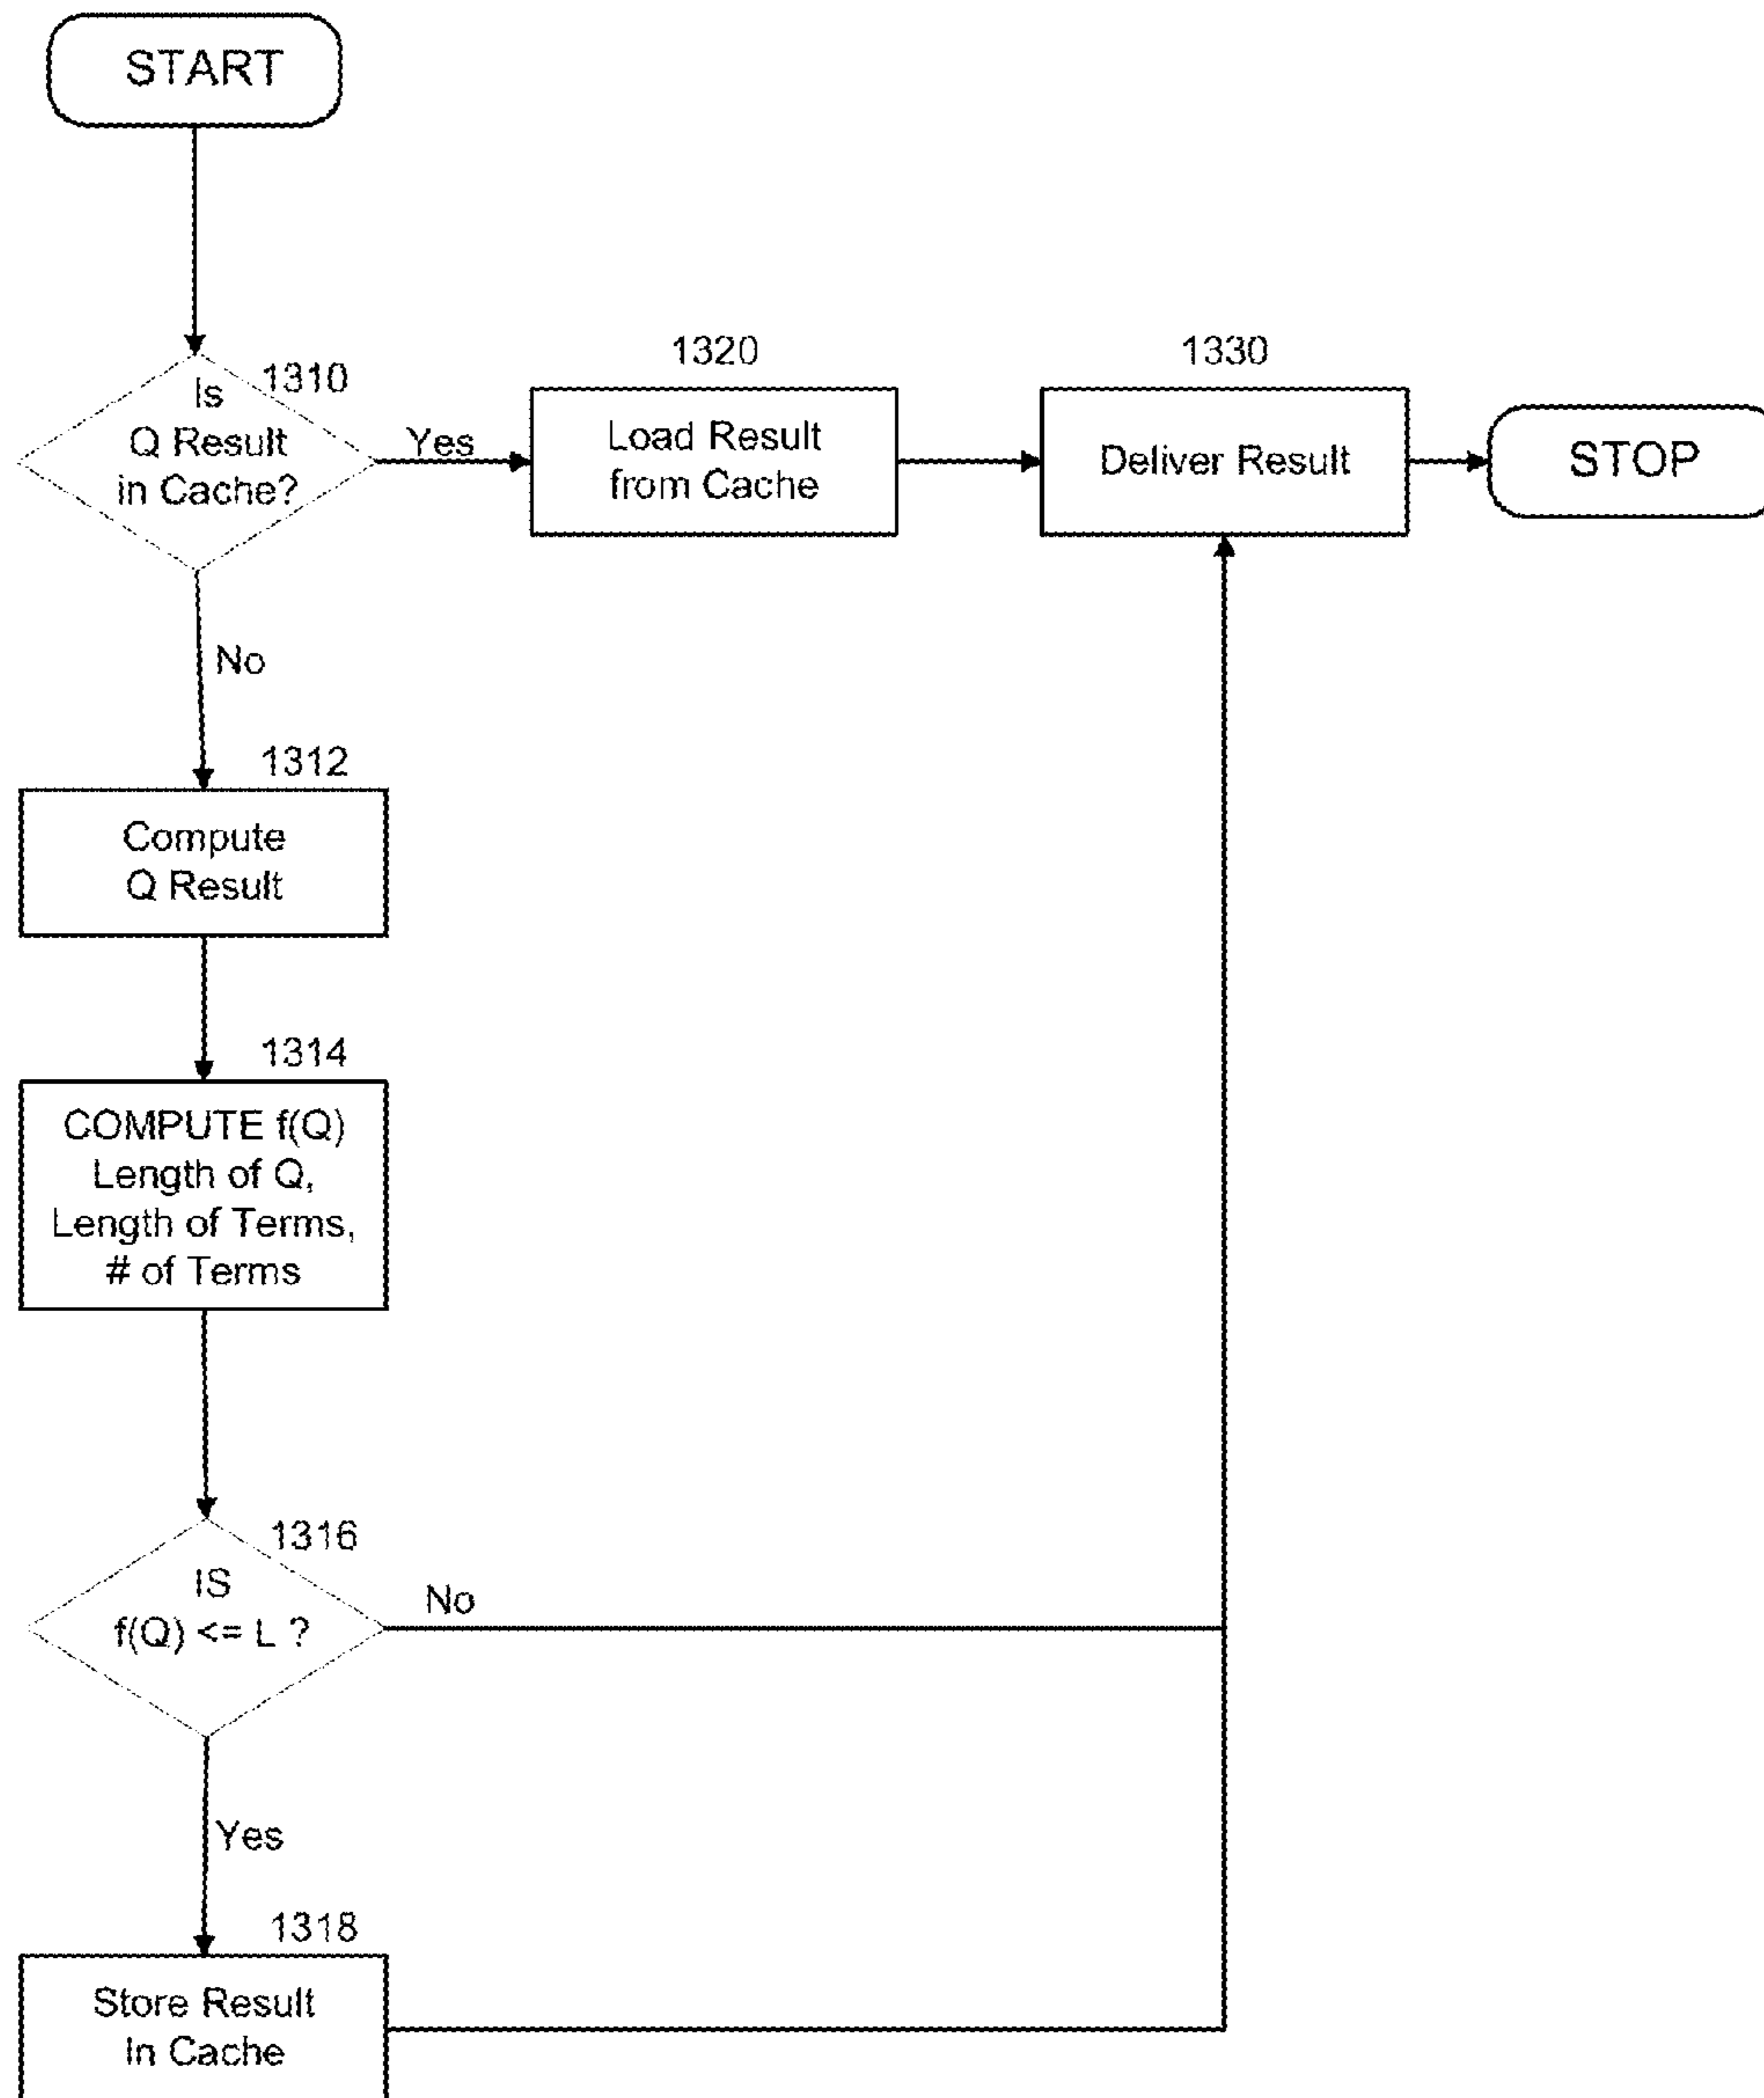 START
1310
Is
Q Result
in Cache?
Yes
1320
Load Result
from Cache
1330
Deliver Result
STOP
No
1312
Compute
Q Result
1314
COMPUTE f(Q)
Length of Q,
Length of Terms,
# of Terms
1316
IS
f(Q) <= L ?
No
Yes
1318
Store Result
In Cache